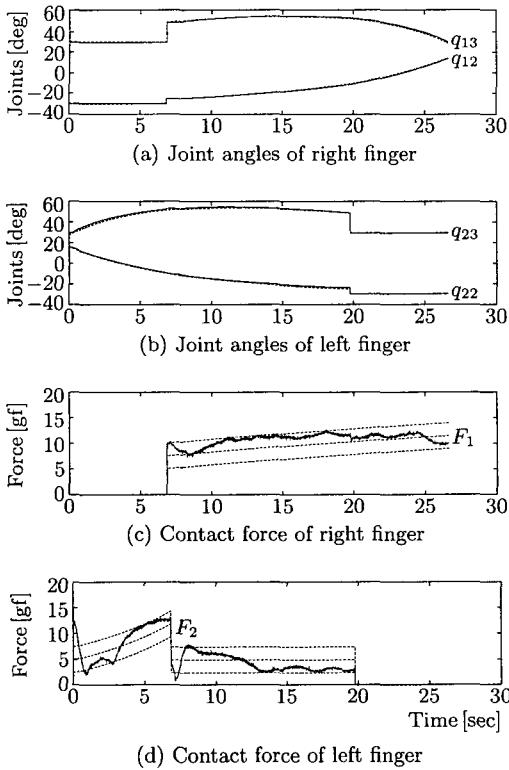 60
40
20
0
−20
−40
Joints [deg]
q13
q12
0 5 10 15 20 25 30
(a) Joint angles of right finger
60
40
20
0
−20
−40
Joints [deg]
q23
q22
0 5 10 15 20 25 30
(b) Joint angles of left finger
20
15
10
5
0
Force [gf]
F1
0 5 10 15 20 25 30
(c) Contact force of right finger
20
15
10
5
0
Force [gf]
F2
0 5 10 15 20 25 30
Time [sec]
(d) Contact force of left finger